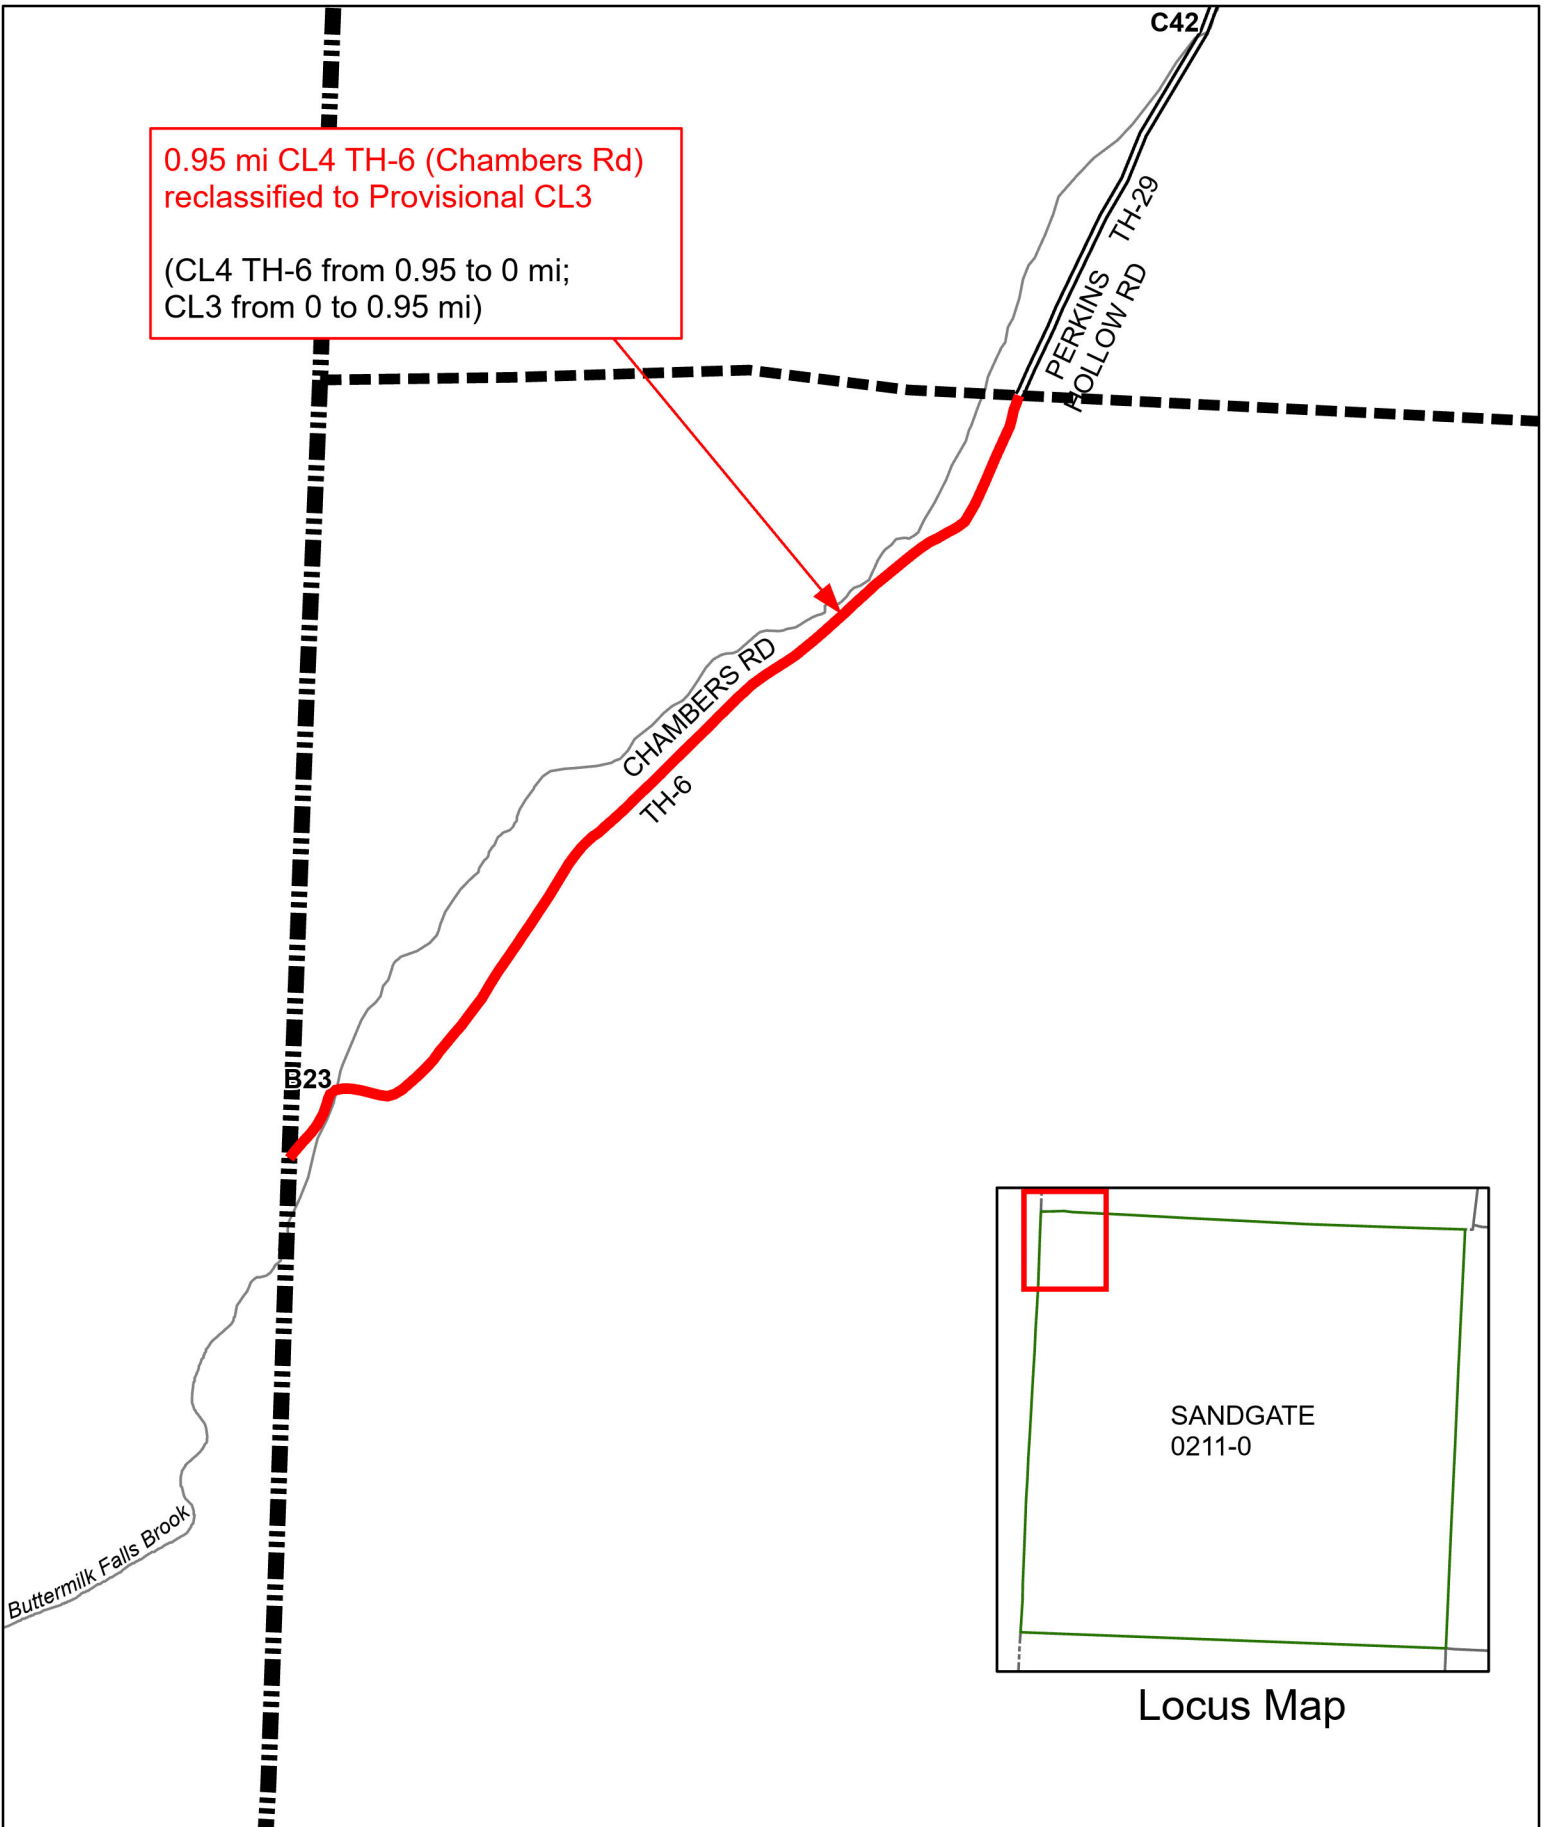 C42
0.95 mi CL4 TH-6 (Chambers Rd)
reclassified to Provisional CL3
(CL4 TH-6 from 0.95 to 0 mi;
CL3 from 0 to 0.95 mi)
TH-29
PERKINS
HOLLOW RD
CHAMBERS RD
TH-6
B23
SANDGATE
0211-0
Buttermilk Falls Brook
Locus Map